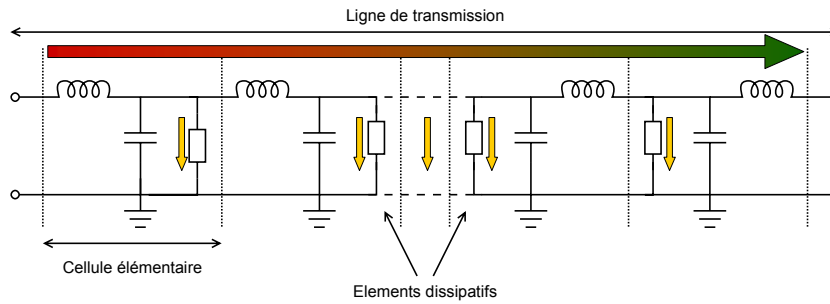 Ligne de transmission
Cellule élémentaire
Elements dissipatifs